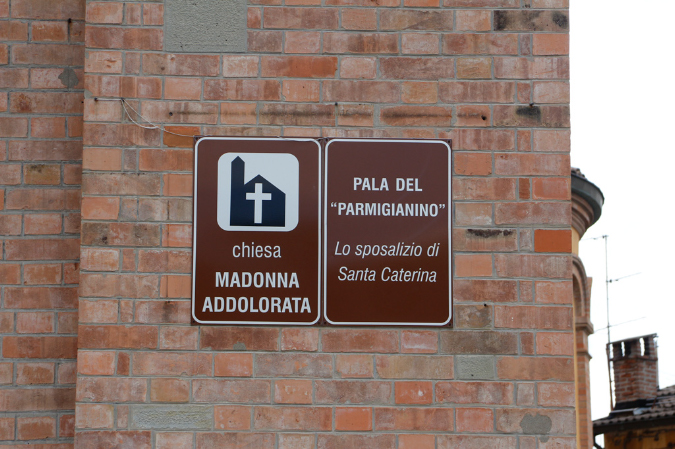 chiesa
MADONNA
ADDOLORATA
PALA DEL
“PARMIGIANINO”
Lo sposalizio di
Santa Caterina